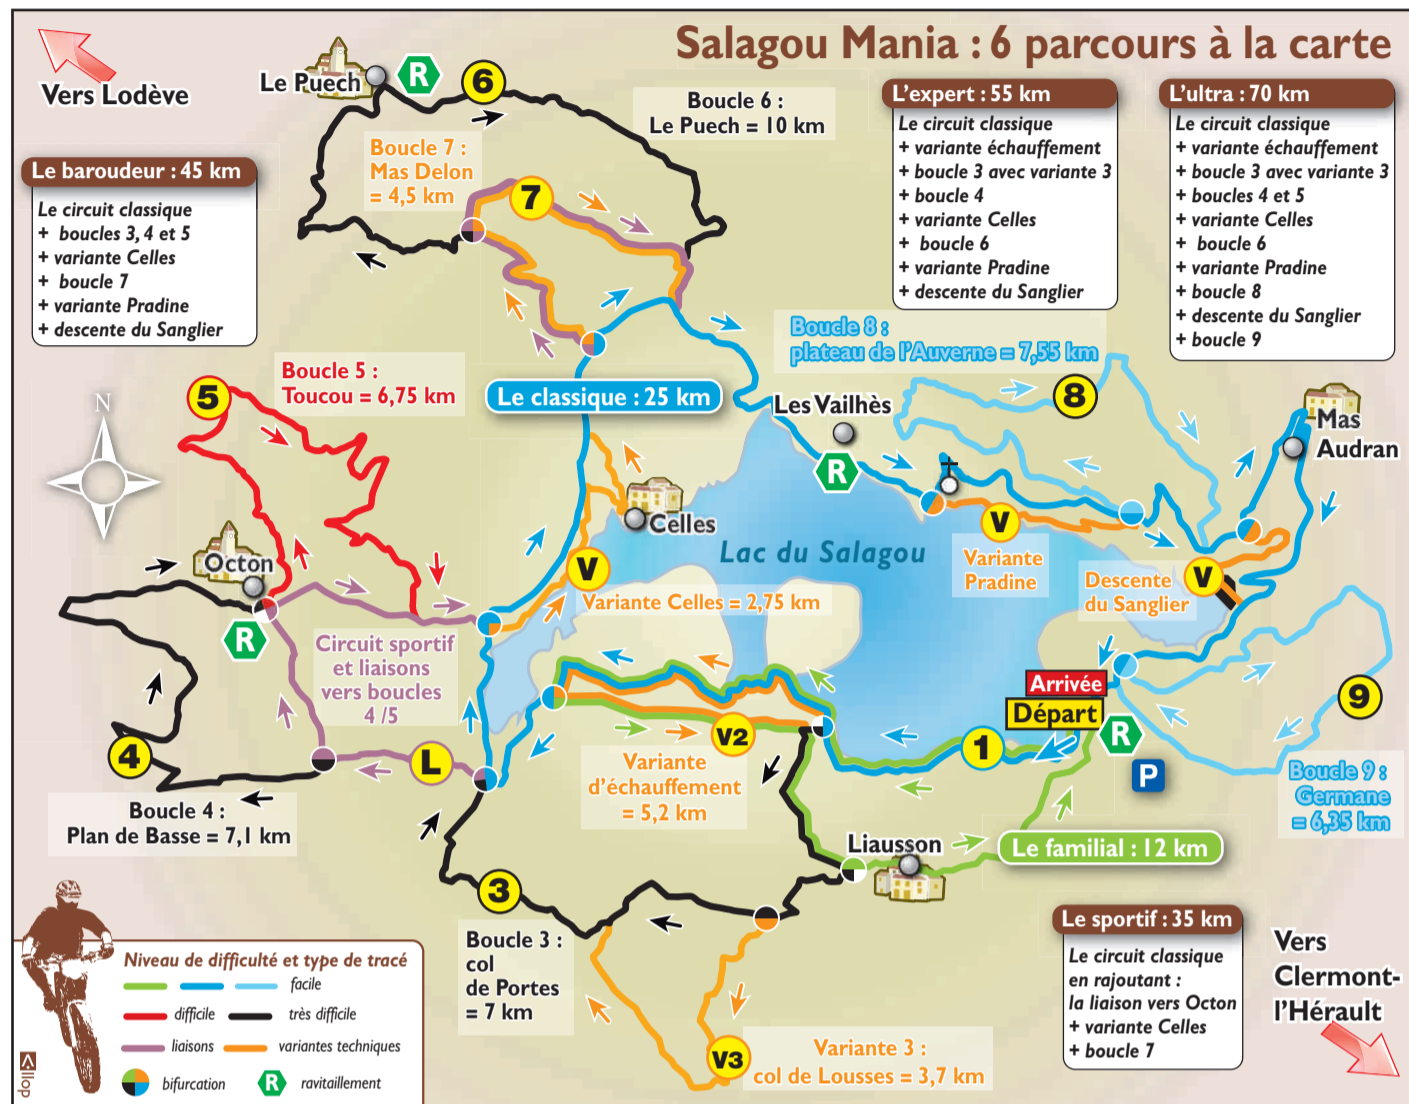 Salagou Mania : 6 parcours à la carte
Vers Lodève
Le Puech
R
6
Boucle 6 :
Le Puech = 10 km
L'expert : 55 km
Le circuit classique
+ variante échauffement
+ boucle 3 avec variante 3
+ boucle 4
+ variante Celles
+ boucle 6
+ variante Pradine
+ descente du Sanglier
L'ultra : 70 km
Le circuit classique
+ variante échauffement
+ boucle 3 avec variante 3
+ boucles 4 et 5
+ variante Celles
+ boucle 6
+ variante Pradine
+ boucle 8
+ descente du Sanglier
+ boucle 9
Le baroudeur : 45 km
Le circuit classique
+ boucles 3, 4 et 5
+ variante Celles
+ boucle 7
+ variante Pradine
+ descente du Sanglier
Boucle 7 :
Mas Delon
= 4,5 km
7
Boucle 8 :
plateau de l'Auverne = 7,55 km
8
Boucle 5 :
Toucou = 6,75 km
5
Le classique : 25 km
Les Vailhès
R
Mas
Audran
N
Celles
V
Lac du Salagou
V
Variante
Pradine
Descente
du Sanglier
V
Octon
R
Variante Celles = 2,75 km
Circuit sportif
et liaisons
vers boucles
4 /5
Arrivée
Départ
R
P
9
Boucle 9 :
Germane
= 6,35 km
4
Boucle 4 :
Plan de Basse = 7,1 km
L
V2
Variante
d'échauffement
= 5,2 km
1
Liausson
Le familial : 12 km
3
Boucle 3 :
col
de Portes
= 7 km
V3
Variante 3 :
col de Lousses = 3,7 km
Le sportif : 35 km
Le circuit classique
en rajoutant :
la liaison vers Octon
+ variante Celles
+ boucle 7
Vers
Clermont-
l'Hérault
Niveau de difficulté et type de tracé
facile
difficile
très difficile
liaisons
variantes techniques
bifurcation
R
ravitaillement